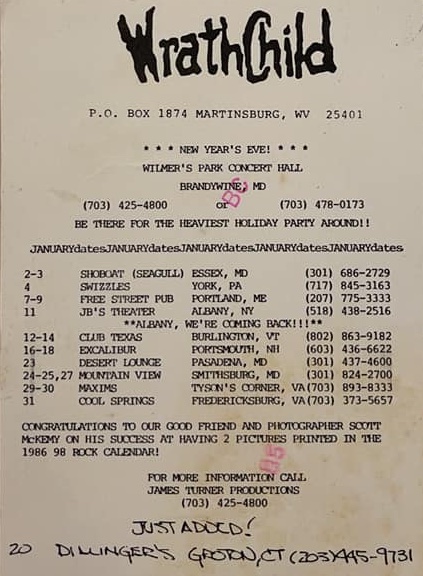 WrathChild
P.O. BOX 1874 MARTINSBURG, WV 25401
* * * NEW YEAR'S EVE! * * *
WILMER'S PARK CONCERT HALL
BRANDYWINE, MD
(703) 425-4800 or (703) 478-0173
BE THERE FOR THE HEAVIEST HOLIDAY PARTY AROUND!!
JANUARYdatesJANUARYdatesJANUARYdatesJANUARYdatesJANUARYdates
2-3 SHOBOAT (SEAGULL) ESSEX, MD (301) 686-2729
4 SWIZZLES YORK, PA (717) 845-3163
7-9 FREE STREET PUB PORTLAND, ME (207) 775-3333
11 JB'S THEATER ALBANY, NY (518) 438-2516
**ALBANY, WE'RE COMING BACK!!!**
12-14 CLUB TEXAS BURLINGTON, VT (802) 863-9182
16-18 EXCALIBUR PORTSMOUTH, NH (603) 436-6622
23 DESERT LOUNGE PASADENA, MD (301) 437-4600
24-25,27 MOUNTAIN VIEW SMITHSBURG, MD (301) 824-2700
29-30 MAXIMS TYSON'S CORNER, VA (703) 893-8333
31 COOL SPRINGS FREDERICKSBURG, VA (703) 373-5657
CONGRATULATIONS TO OUR GOOD FRIEND AND PHOTOGRAPHER SCOTT
McKEMY ON HIS SUCCESS AT HAVING 2 PICTURES PRINTED IN THE
1986 98 ROCK CALENDAR!
FOR MORE INFORMATION CALL
JAMES TURNER PRODUCTIONS
(703) 425-4800
JUST ADDED!
20 DILLINGER'S GROTON, CT (203) 445-9731